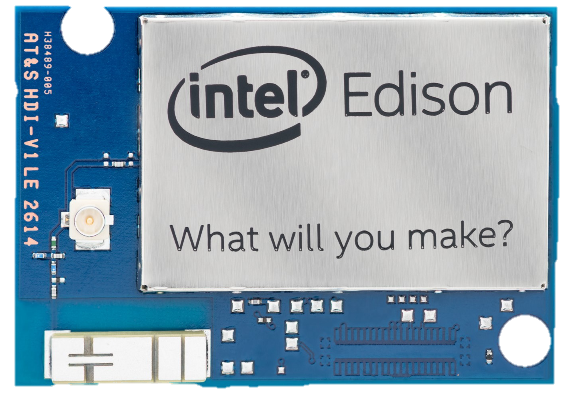 H38489-005
AT&S HDI-V1LE 2614
intel® Edison
What will you make?